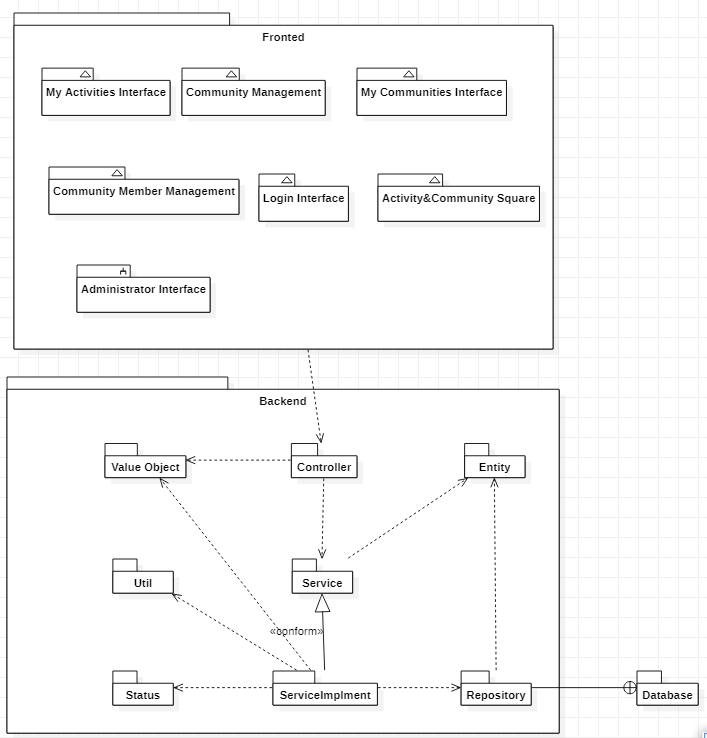 Fronted
My Activities Interface
Community Management
My Communities Interface
Community Member Management
Login Interface
Activity&Community Square
Administrator Interface
Backend
Value Object
Controller
Entity
Util
Service
«conform»
Status
ServiceImplment
Repository
Database